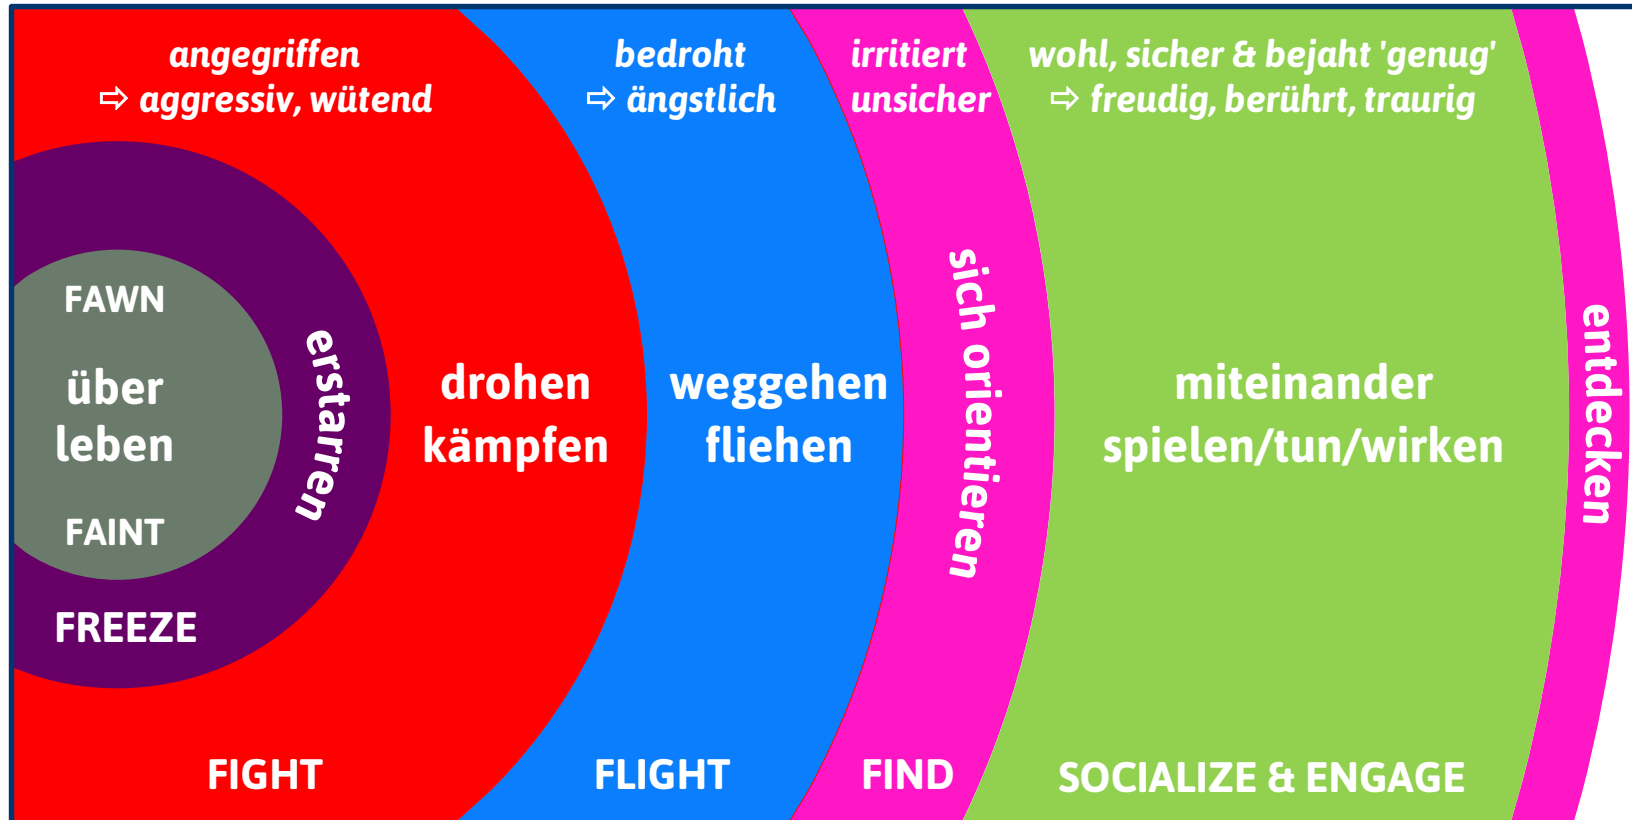 angegriffen
⇨ aggressiv, wütend
bedroht
⇨ ängstlich
irritiert
unsicher
wohl, sicher & bejaht 'genug'
⇨ freudig, berührt, traurig
FAWN
über
leben
FAINT
erstarren
FREEZE
drohen
kämpfen
FIGHT
weggehen
fliehen
FLIGHT
sich orientieren
FIND
miteinander
spielen/tun/wirken
SOCIALIZE & ENGAGE
entdecken